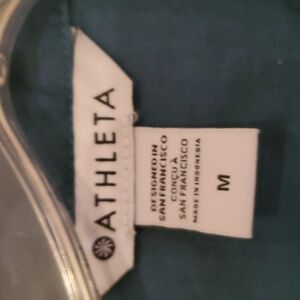 ATHLETA
DESIGNED IN
SAN FRANCISCO
CONÇU À
SAN FRANCISCO
MADE IN INDONESIA
M